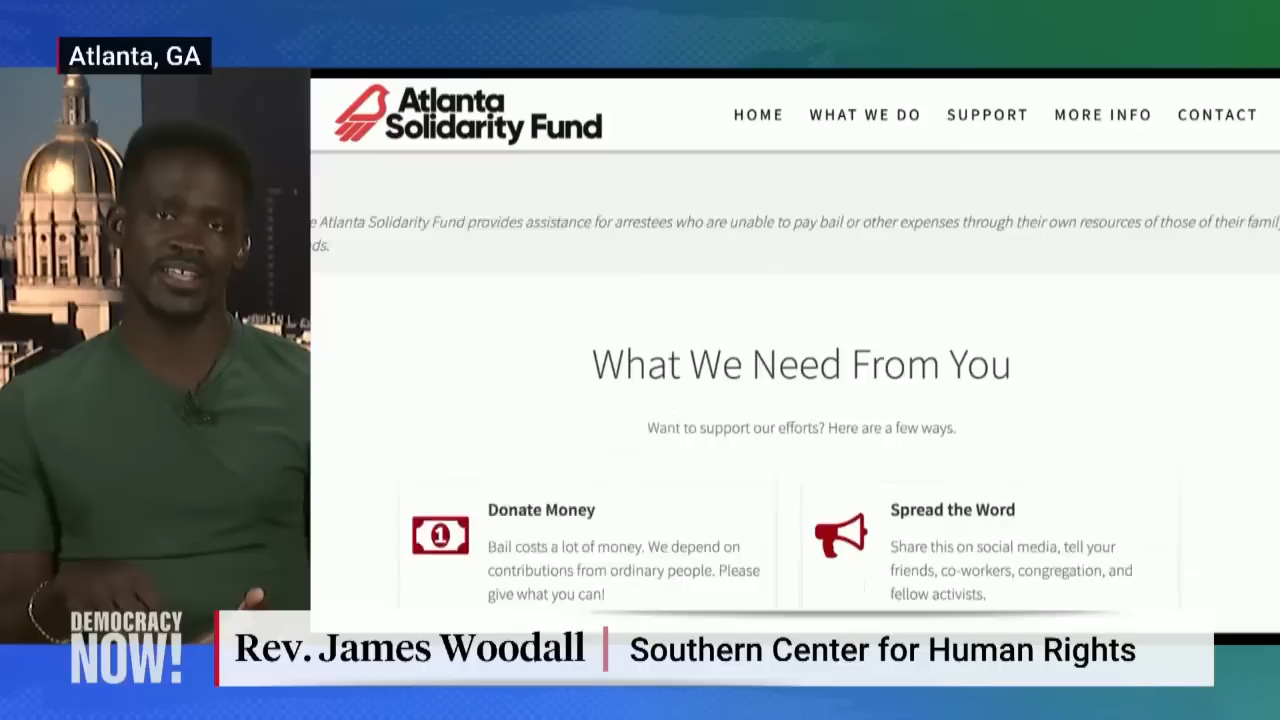 Atlanta, GA
Atlanta
Solidarity Fund
HOME WHAT WE DO SUPPORT MORE INFO CONTACT
Atlanta Solidarity Fund provides assistance for arrestees who are unable to pay bail or other expenses through their own resources of those of their
What We Need From You
Want to support our efforts? Here are a few ways.
Donate Money
Bail costs a lot of money. We depend on
contributions from ordinary people. Please
give what you can!
Spread the Word
Share this on social media, tell your
friends, co-workers, congregation, and
fellow activists.
DEMOCRACY
NOW!
Rev. James Woodall
Southern Center for Human Rights